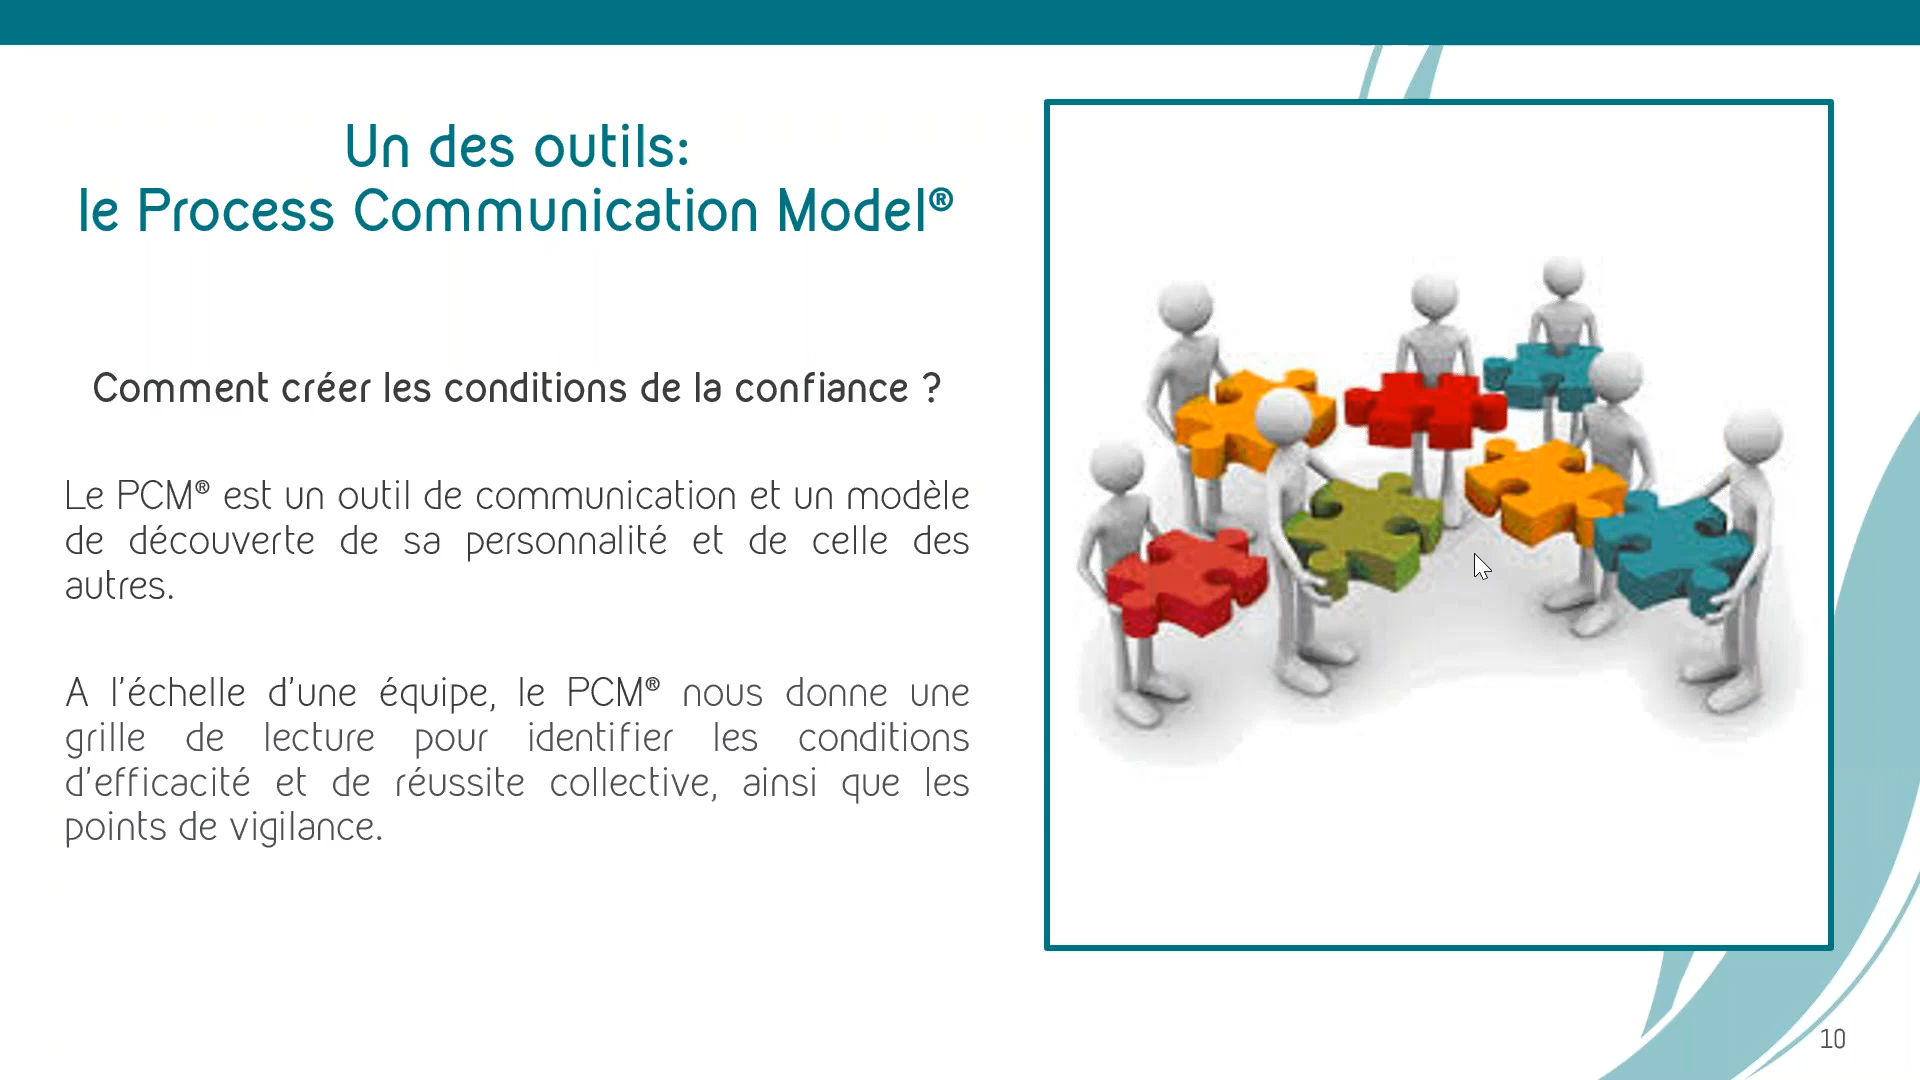 Un des outils:
le Process Communication Model®
Comment créer les conditions de la confiance ?
Le PCM® est un outil de communication et un modèle
de découverte de sa personnalité et de celle des
autres.
A l'échelle d'une équipe, le PCM® nous donne une
grille de lecture pour identifier les conditions
d'efficacité et de réussite collective, ainsi que les
points de vigilance.
10